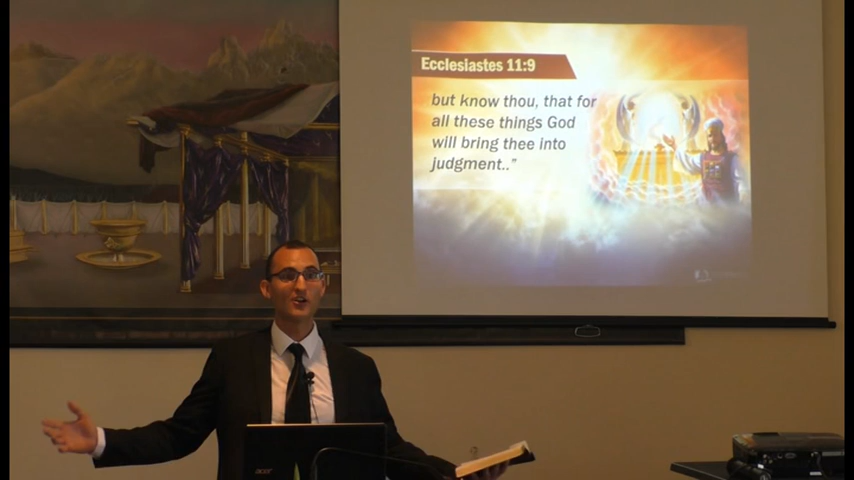 Ecclesiastes 11:9
but know thou, that for
all these things God
will bring thee into
judgment.."
acer